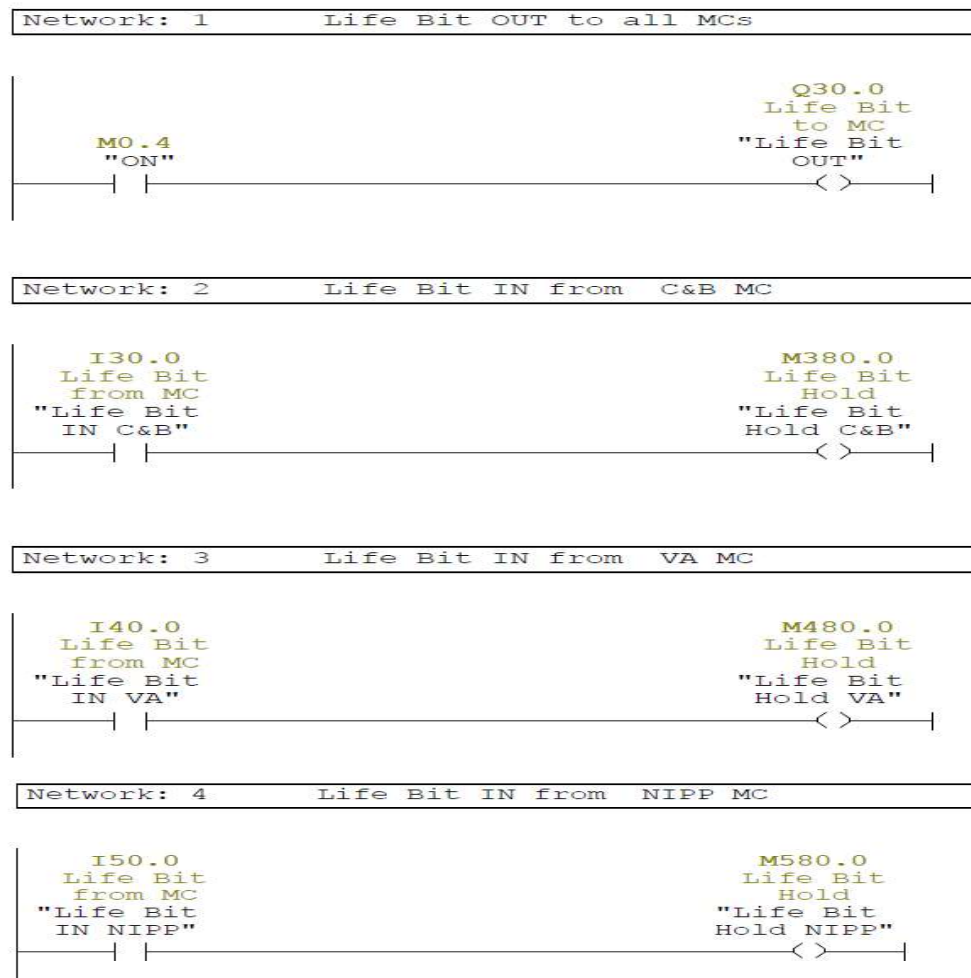 Network: 1 Life Bit OUT to all MCs
Q30.0
Life Bit
to MC
M0.4 "Life Bit
"ON" OUT"
Network: 2 Life Bit IN from C&B MC
I30.0 M380.0
Life Bit Life Bit
from MC Hold
"Life Bit "Life Bit
IN C&B" Hold C&B"
Network: 3 Life Bit IN from VA MC
I40.0 M480.0
Life Bit Life Bit
from MC Hold
"Life Bit "Life Bit
IN VA" Hold VA"
Network: 4 Life Bit IN from NIPP MC
I50.0 M580.0
Life Bit Life Bit
from MC Hold
"Life Bit "Life Bit
IN NIPP" Hold NIPP"